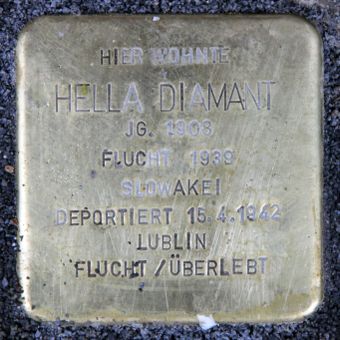 HIER WOHNTE
HELLA DIAMANT
JG. 1908
FLUCHT 1939
SLOWAKEI
DEPORTIERT 15.4.1942
LUBLIN
FLUCHT / ÜBERLEBT